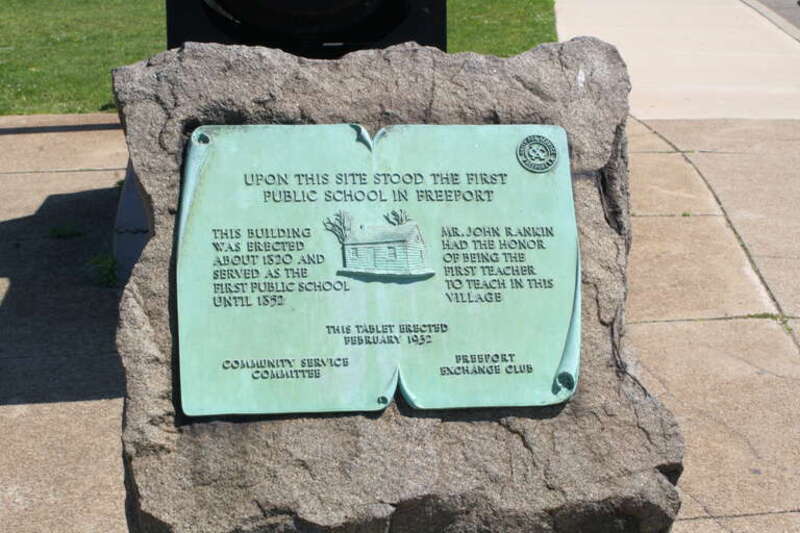 UPON THIS SITE STOOD THE FIRST
PUBLIC SCHOOL IN FREEPORT
THIS BUILDING
WAS ERECTED
ABOUT 1820 AND
SERVED AS THE
FIRST PUBLIC SCHOOL
UNTIL 1852
MR. JOHN RANKIN
HAD THE HONOR
OF BEING THE
FIRST TEACHER
TO TEACH IN THIS
VILLAGE
THIS TABLET ERECTED
FEBRUARY 1932
COMMUNITY SERVICE
COMMITTEE
FREEPORT
EXCHANGE CLUB